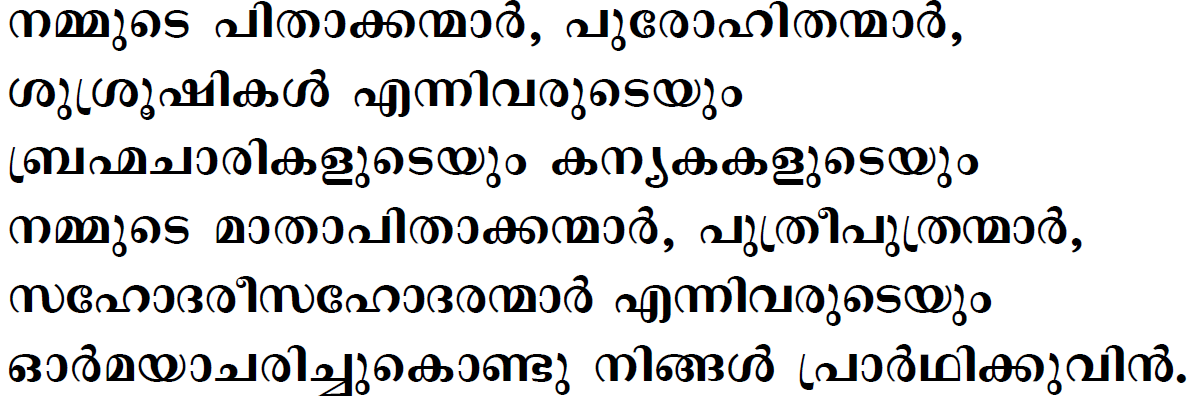 നമ്മുടെ പിതാക്കന്മാർ, പുരോഹിതന്മാർ,
ശുശ്രൂഷികൾ എന്നിവരുടെയും
ബ്രഹ്മചാരികളുടെയും കന്യകകളുടെയും
നമ്മുടെ മാതാപിതാക്കന്മാർ, പുത്രീപുത്രന്മാർ,
സഹോദരീസഹോദരന്മാർ എന്നിവരുടെയും
ഓർമയാചരിച്ചുകൊണ്ടു നിങ്ങൾ പ്രാർഥിക്കുവിൻ.